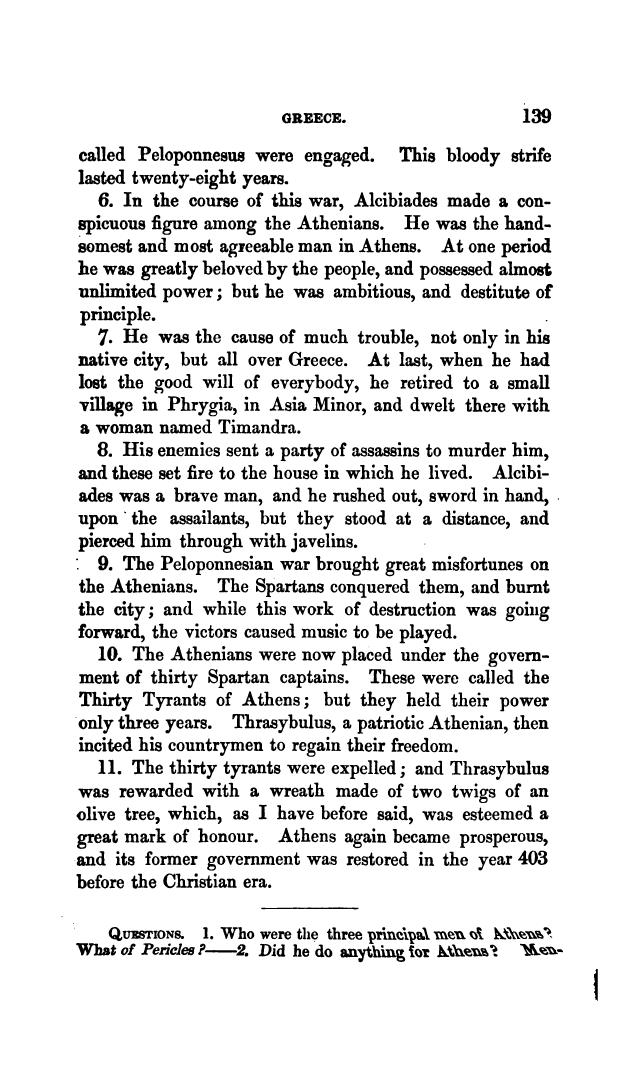 GREECE. 139
called Peloponnesus were engaged. This bloody strife
lasted twenty-eight years.
6. In the course of this war, Alcibiades made a con-
spicuous figure among the Athenians. He was the hand-
somest and most agreeable man in Athens. At one period
he was greatly beloved by the people, and possessed almost
unlimited power; but he was ambitious, and destitute of
principle.
7. He was the cause of much trouble, not only in his
native city, but all over Greece. At last, when he had
lost the good will of everybody, he retired to a small
village in Phrygia, in Asia Minor, and dwelt there with
a woman named Timandra.
8. His enemies sent a party of assassins to murder him,
and these set fire to the house in which he lived. Alcibi-
ades was a brave man, and he rushed out, sword in hand,
upon the assailants, but they stood at a distance, and
pierced him through with javelins.
9. The Peloponnesian war brought great misfortunes on
the Athenians. The Spartans conquered them, and burnt
the city; and while this work of destruction was going
forward, the victors caused music to be played.
10. The Athenians were now placed under the govern-
ment of thirty Spartan captains. These were called the
Thirty Tyrants of Athens; but they held their power
only three years. Thrasybulus, a patriotic Athenian, then
incited his countrymen to regain their freedom.
11. The thirty tyrants were expelled; and Thrasybulus
was rewarded with a wreath made of two twigs of an
olive tree, which, as I have before said, was esteemed a
great mark of honour. Athens again became prosperous,
and its former government was restored in the year 403
before the Christian era.
QUESTIONS. 1. Who were the three principal men of Athens?
What of Pericles?——2. Did he do anything for Athens? Men-